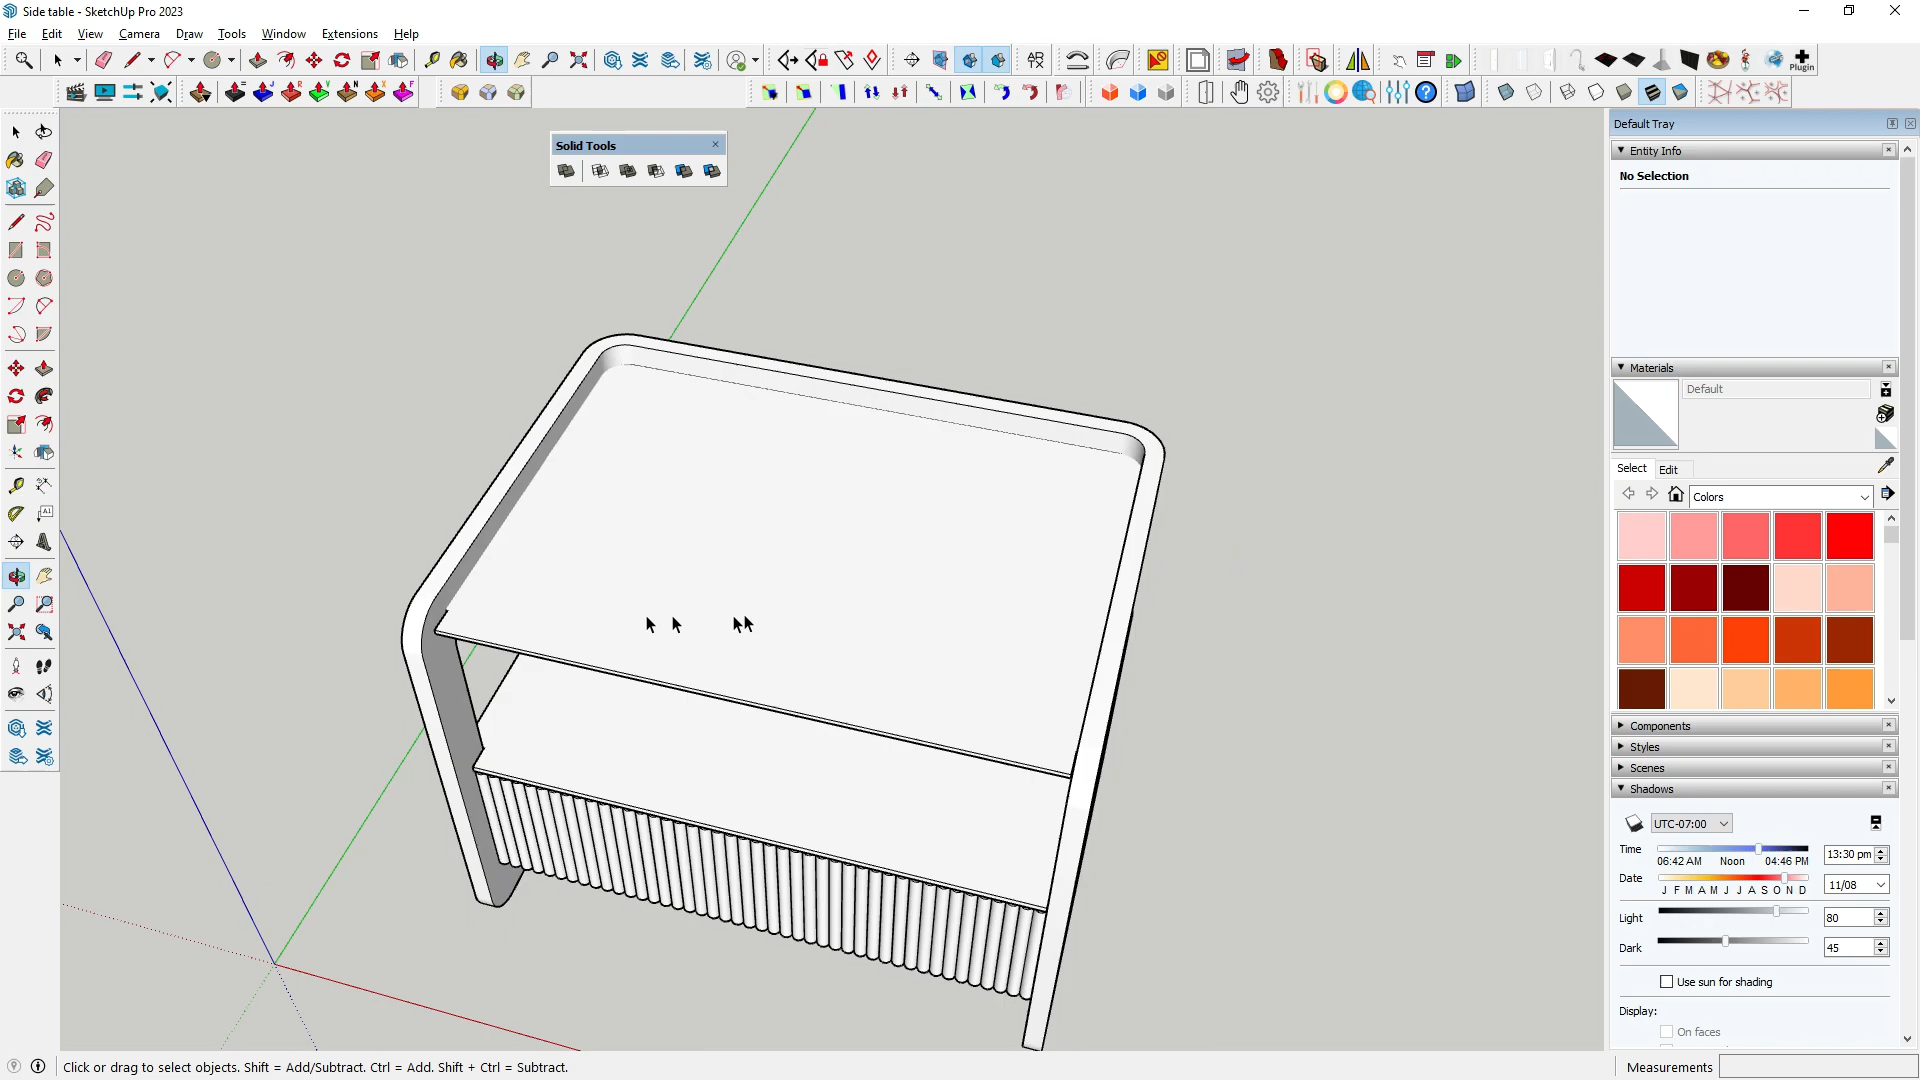 Side table - SketchUp Pro 2023
File Edit View Camera Draw Tools Window Extensions Help
Plugin
Solid Tools
Default Tray
Entity Info
No Selection
Materials
Default
Select Edit
Colors
Components
Styles
Scenes
Shadows
UTC-07:00
Time
06:42 AM Noon 04:46 PM
13:30 pm
Date
J F M A M J J A S O N D
11/08
Light
80
Dark
45
Use sun for shading
Display:
On faces
Click or drag to select objects. Shift = Add/Subtract. Ctrl = Add. Shift + Ctrl = Subtract.
Measurements